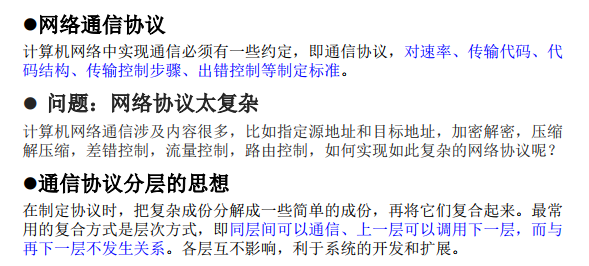 ●网络通信协议
计算机网络中实现通信必须有一些约定，即通信协议，对速率、传输代码、代
码结构、传输控制步骤、出错控制等制定标准。
● 问题：网络协议太复杂
计算机网络通信涉及内容很多，比如指定源地址和目标地址，加密解密，压缩
解压缩，差错控制，流量控制，路由控制，如何实现如此复杂的网络协议呢？
●通信协议分层的思想
在制定协议时，把复杂成份分解成一些简单的成份，再将它们复合起来。最常
用的复合方式是层次方式，即同层间可以通信、上一层可以调用下一层，而与
再下一层不发生关系。各层互不影响，利于系统的开发和扩展。